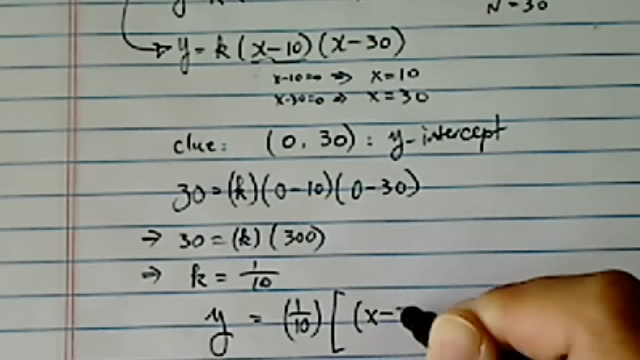 N = 30
y = k (x-10) (x-30)
x-10=0 ⇒ x = 10
x-30=0 ⇒ x = 30
clue: (0, 30) : y-intercept
30 = (k) (0-10) (0-30)
→ 30 = (k) (300)
⇒ k = 1/10
y = (1/10) [ (x-